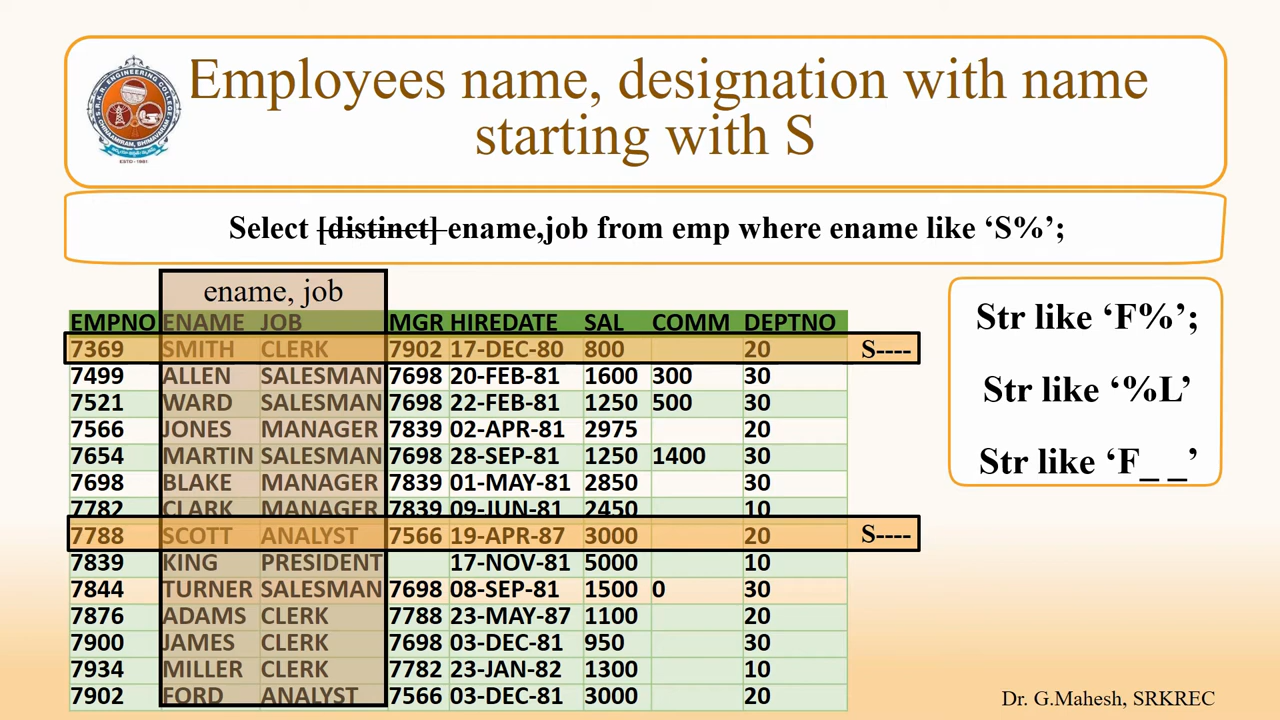 Employees name, designation with name
starting with S
Select [distinct] ename,job from emp where ename like ‘S%’;
ename, job
EMPNO ENAME JOB MGR HIREDATE SAL COMM DEPTNO
7369 SMITH CLERK 7902 17-DEC-80 800 20 S----
7499 ALLEN SALESMAN 7698 20-FEB-81 1600 300 30
7521 WARD SALESMAN 7698 22-FEB-81 1250 500 30
7566 JONES MANAGER 7839 02-APR-81 2975 20
7654 MARTIN SALESMAN 7698 28-SEP-81 1250 1400 30
7698 BLAKE MANAGER 7839 01-MAY-81 2850 30
7782 CLARK MANAGER 7839 09-JUN-81 2450 10
7788 SCOTT ANALYST 7566 19-APR-87 3000 20 S----
7839 KING PRESIDENT 17-NOV-81 5000 10
7844 TURNER SALESMAN 7698 08-SEP-81 1500 0 30
7876 ADAMS CLERK 7788 23-MAY-87 1100 20
7900 JAMES CLERK 7698 03-DEC-81 950 30
7934 MILLER CLERK 7782 23-JAN-82 1300 10
7902 FORD ANALYST 7566 03-DEC-81 3000 20
Str like ‘F%’;
Str like ‘%L’
Str like ‘F_ _’
Dr. G.Mahesh, SRKREC